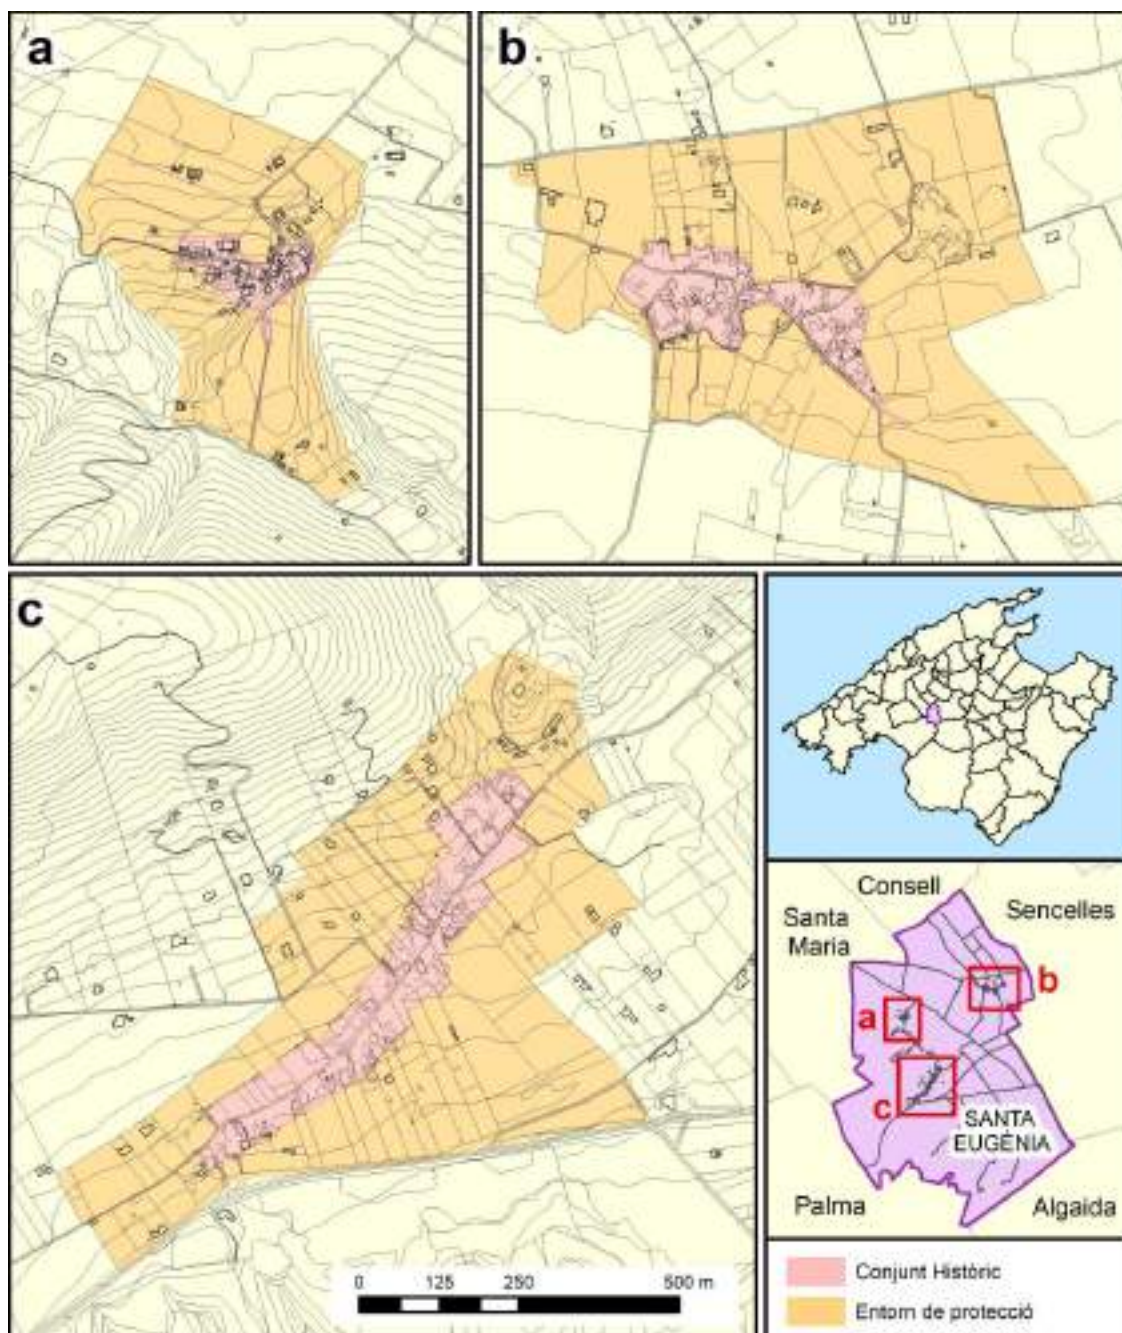 a
b
c
Consell
Santa
Maria
Sencelles
b
a
c
SANTA
EUGÈNIA
Palma
Algaida
0 125 250 500 m
Conjunt Històric
Entorn de protecció